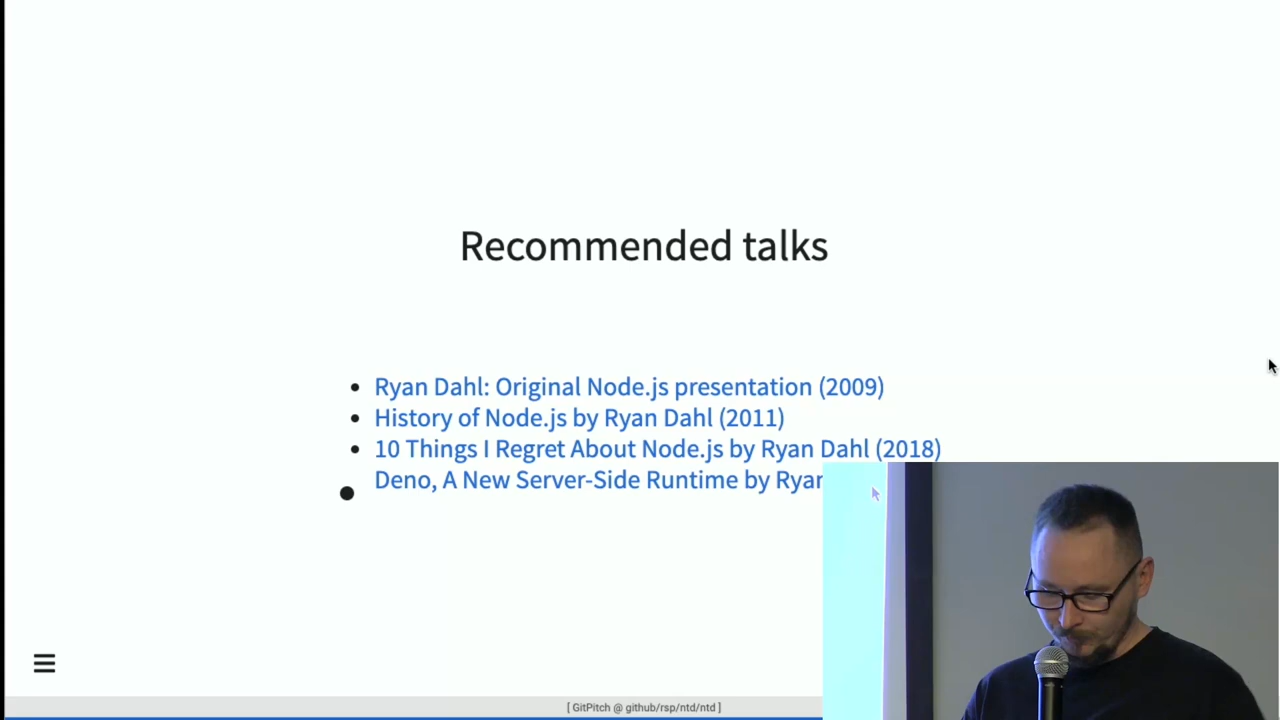 Recommended talks
Ryan Dahl: Original Node.js presentation (2009)
History of Node.js by Ryan Dahl (2011)
10 Things I Regret About Node.js by Ryan Dahl (2018)
Deno, A New Server-Side Runtime by Ryan
[ GitPitch @ github/rsp/ntd/ntd ]